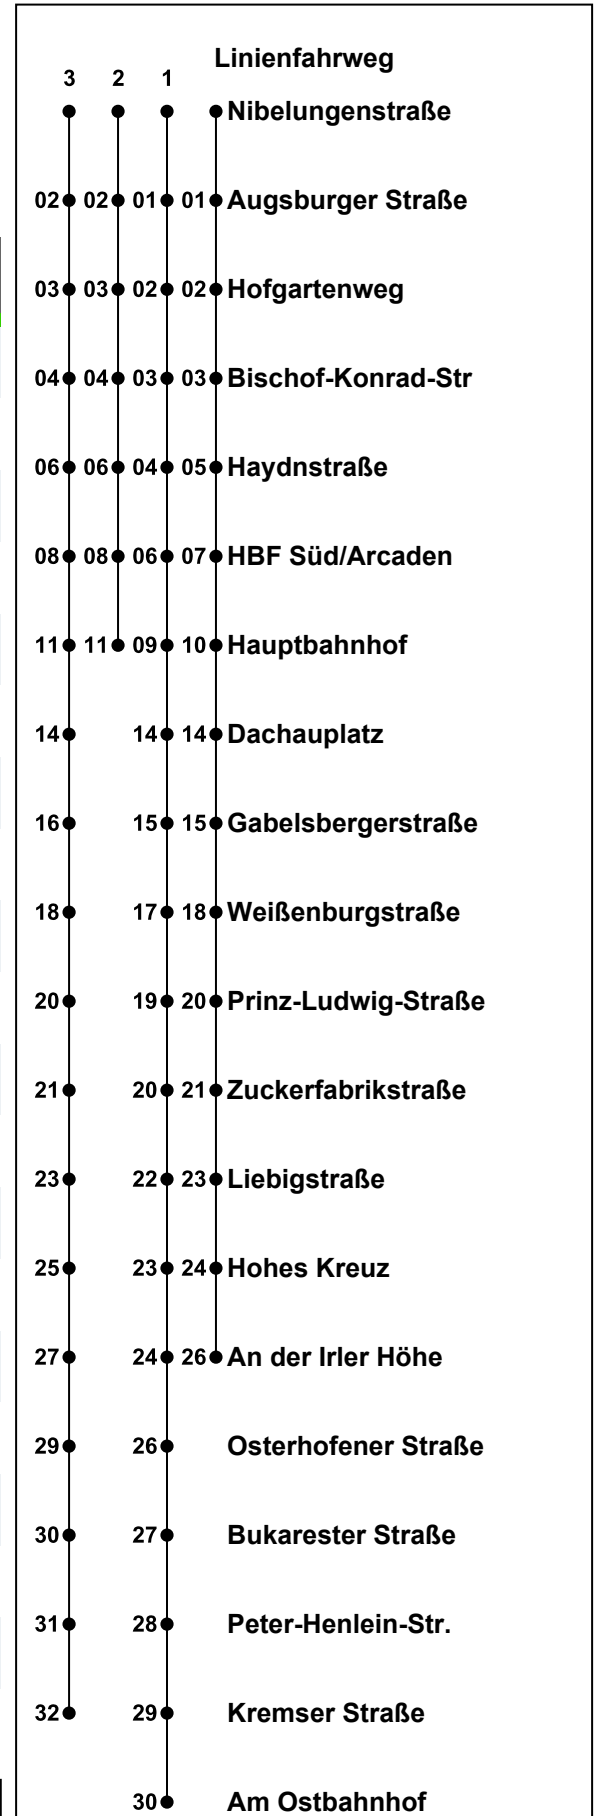 Linienfahrweg
3 2 1
Nibelungenstraße
02 02 01 01 Augsburger Straße
03 03 02 02 Hofgartenweg
04 04 03 03 Bischof-Konrad-Str
06 06 04 05 Haydnstraße
08 08 06 07 HBF Süd/Arcaden
11 11 09 10 Hauptbahnhof
14 14 14 Dachauplatz
16 15 15 Gabelsbergerstraße
18 17 18 Weißenburgstraße
20 19 20 Prinz-Ludwig-Straße
21 20 21 Zuckerfabrikstraße
23 22 23 Liebigstraße
25 23 24 Hohes Kreuz
27 24 26 An der Irler Höhe
29 26 Osterhofener Straße
30 27 Bukarester Straße
31 28 Peter-Henlein-Str.
32 29 Kremser Straße
30 Am Ostbahnhof